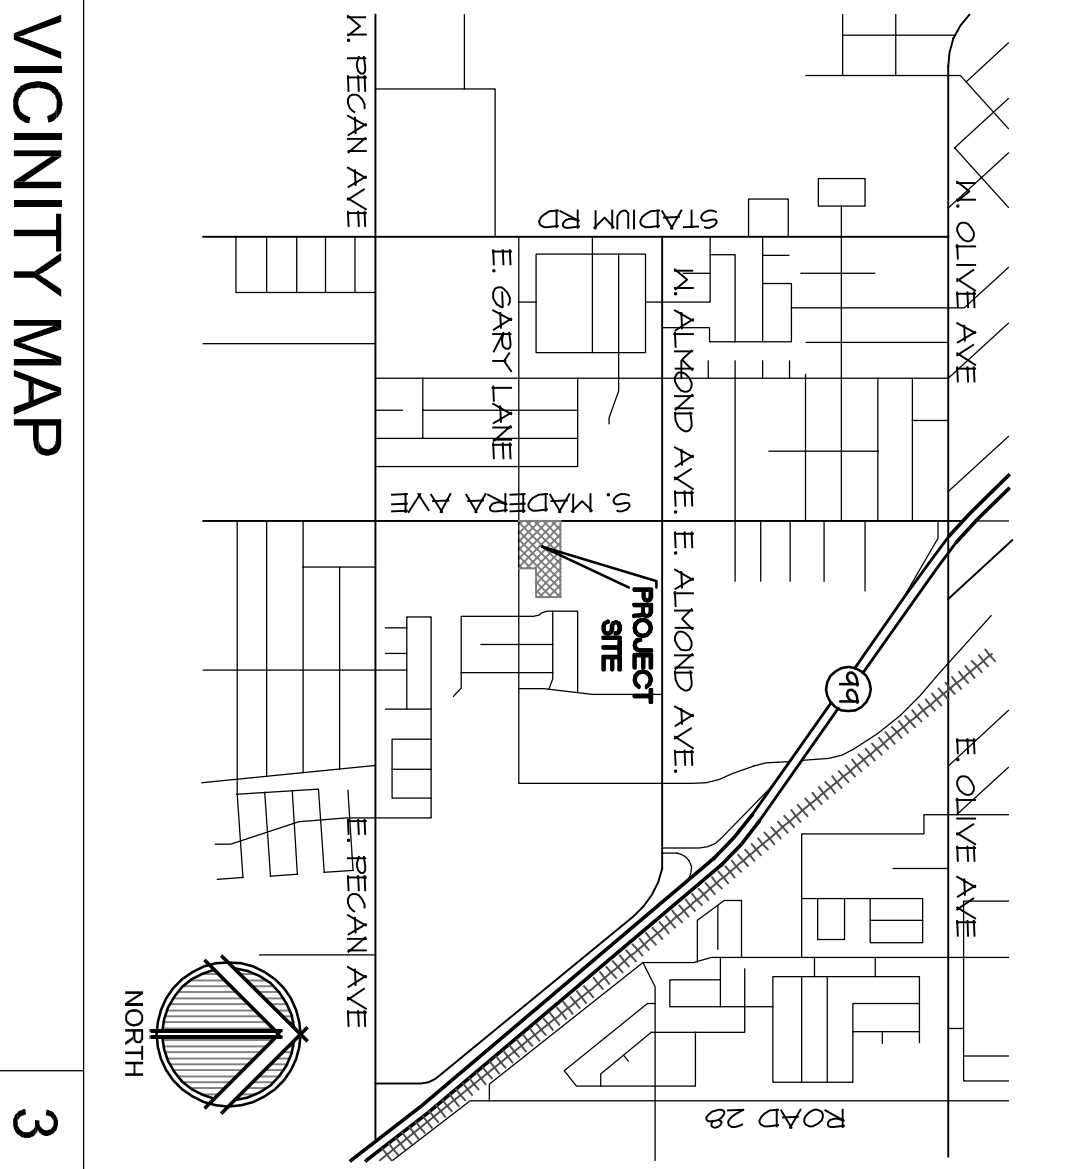 W. OLIVE AVE
E. OLIVE AVE
99
W. ALMOND AVE.
E. ALMOND AVE.
STADIUM RD
S. MADERA AVE
ROAD 28
PROJECT
SITE
E. GARY LANE
W. PECAN AVE
E. PECAN AVE
NORTH
VICINITY MAP
3